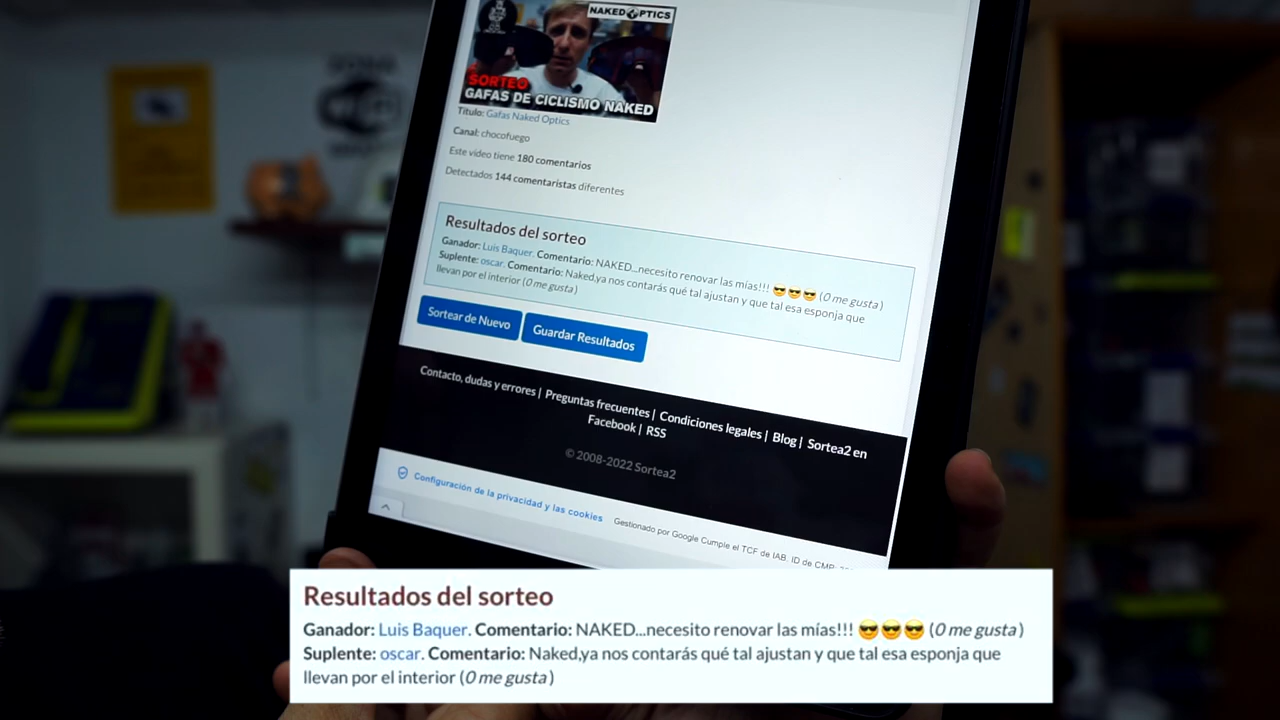 NAKED OPTICS
SORTEO
GAFAS DE CICLISMO NAKED
Título: Gafas Naked Optics
Canal: chocofuego
Este vídeo tiene 180 comentarios
Detectados 144 comentaristas diferentes
Resultados del sorteo
Ganador: Luis Baquer. Comentario: NAKED...necesito renovar las mías!!! 😎😎😎 (0 me gusta)
Suplente: oscar. Comentario: Naked,ya nos contarás qué tal ajustan y que tal esa esponja que
llevan por el interior (0 me gusta)
Sortear de Nuevo
Guardar Resultados
Contacto, dudas y errores | Preguntas frecuentes | Condiciones legales | Blog | Sortea2 en
Facebook | RSS
© 2008-2022 Sortea2
Configuración de la privacidad y las cookies
Gestionado por Google Cumple el TCF de IAB. ID de CMP:
Resultados del sorteo
Ganador: Luis Baquer. Comentario: NAKED...necesito renovar las mías!!! 😎😎😎 (0 me gusta)
Suplente: oscar. Comentario: Naked,ya nos contarás qué tal ajustan y que tal esa esponja que
llevan por el interior (0 me gusta)